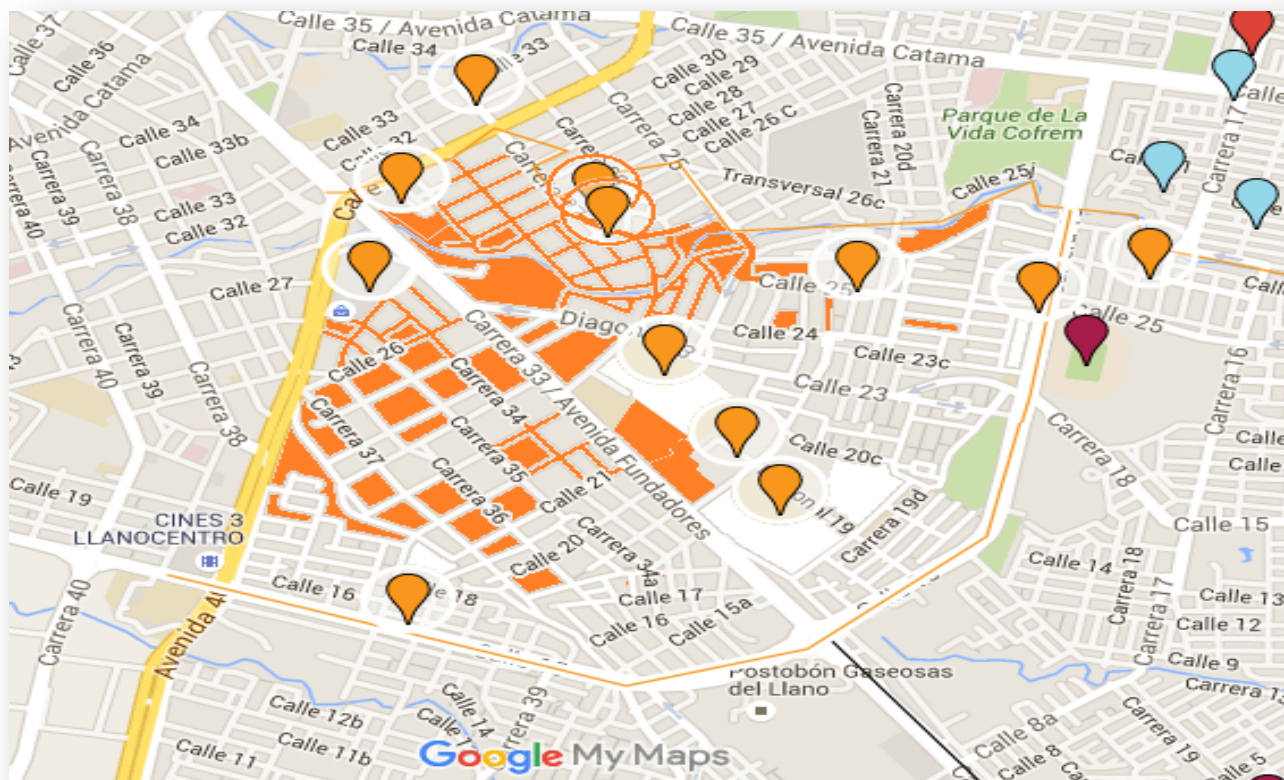 Calle 37
Calle 36
Calle 34
Calle 33
Calle 35 / Avenida Catama
Calle 35 / Avenida Catama
Calle 30
Calle 29
Calle 28
Calle 27
Calle 26 C
Carrera 25
Carrera 20d
Carrera 21
Parque de La
Vida Cofrem
Carrera 17
Avenida Catama
Calle 34
Calle 33b
Calle 33
Calle 32
Carrera 40
Carrera 39
Carrera 38
Calle 33
Calle 32
Transversal 26c
Calle 25j
Calle 27
Calle 25
Calle 24
Calle 25
Calle 23c
Calle 23
Calle 26
Carrera 33 / Avenida Fundadores
Carrera 34
Carrera 35
Carrera 36
Carrera 37
Carrera 40
Carrera 39
Carrera 38
Carrera 16
Carrera 18
Calle 20c
Calle 21
Calle 20
Carrera 34a
Carrera 19d
Calle 19
CINES 3
LLANOCENTRO
Calle 15
Calle 14
Carrera 18
Carrera 17
Calle 13
Calle 12
Calle 16
Calle 17
Calle 16
Calle 15a
Carrera 40
Calle 9
Postobón Gaseosas
del Llano
Calle 14
Carrera 39
Calle 12b
Calle 11b
Calle 11
Calle 8a
Calle 8
Carrera 19
Calle 5
Google My Maps